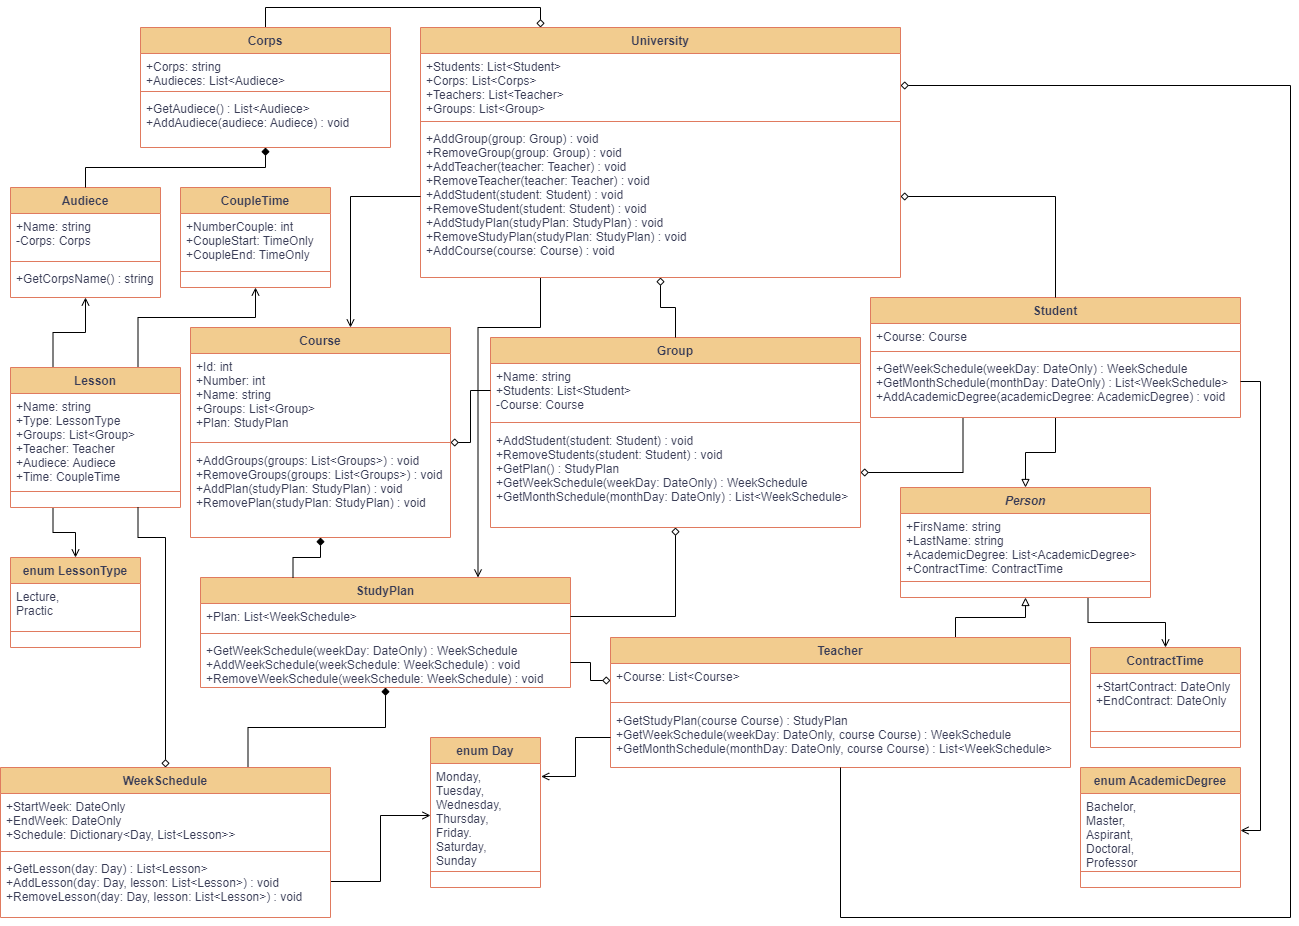 Corps
+Corps: string
+Audieces: List<Audiece>
+GetAudiece() : List<Audiece>
+AddAudiece(audiece: Audiece) : void
University
+Students: List<Student>
+Corps: List<Corps>
+Teachers: List<Teacher>
+Groups: List<Group>
+AddGroup(group: Group) : void
+RemoveGroup(group: Group) : void
+AddTeacher(teacher: Teacher) : void
+RemoveTeacher(teacher: Teacher) : void
+AddStudent(student: Student) : void
+RemoveStudent(student: Student) : void
+AddStudyPlan(studyPlan: StudyPlan) : void
+RemoveStudyPlan(studyPlan: StudyPlan) : void
+AddCourse(course: Course) : void
Audiece
+Name: string
-Corps: Corps
+GetCorpsName() : string
CoupleTime
+NumberCouple: int
+CoupleStart: TimeOnly
+CoupleEnd: TimeOnly
Student
+Course: Course
+GetWeekSchedule(weekDay: DateOnly) : WeekSchedule
+GetMonthSchedule(monthDay: DateOnly) : List<WeekSchedule>
+AddAcademicDegree(academicDegree: AcademicDegree) : void
Course
+Id: int
+Number: int
+Name: string
+Groups: List<Group>
+Plan: StudyPlan
+AddGroups(groups: List<Groups>) : void
+RemoveGroups(groups: List<Groups>) : void
+AddPlan(studyPlan: StudyPlan) : void
+RemovePlan(studyPlan: StudyPlan) : void
Group
+Name: string
+Students: List<Student>
-Course: Course
+AddStudent(student: Student) : void
+RemoveStudents(student: Student) : void
+GetPlan() : StudyPlan
+GetWeekSchedule(weekDay: DateOnly) : WeekSchedule
+GetMonthSchedule(monthDay: DateOnly) : List<WeekSchedule>
Lesson
+Name: string
+Type: LessonType
+Groups: List<Group>
+Teacher: Teacher
+Audiece: Audiece
+Time: CoupleTime
Person
+FirsName: string
+LastName: string
+AcademicDegree: List<AcademicDegree>
+ContractTime: ContractTime
enum LessonType
Lecture,
Practic
StudyPlan
+Plan: List<WeekSchedule>
+GetWeekSchedule(weekDay: DateOnly) : WeekSchedule
+AddWeekSchedule(weekSchedule: WeekSchedule) : void
+RemoveWeekSchedule(weekSchedule: WeekSchedule) : void
Teacher
+Course: List<Course>
+GetStudyPlan(course Course) : StudyPlan
+GetWeekSchedule(weekDay: DateOnly, course Course) : WeekSchedule
+GetMonthSchedule(monthDay: DateOnly, course Course) : List<WeekSchedule>
ContractTime
+StartContract: DateOnly
+EndContract: DateOnly
enum Day
Monday,
Tuesday,
Wednesday,
Thursday,
Friday.
Saturday,
Sunday
WeekSchedule
+StartWeek: DateOnly
+EndWeek: DateOnly
+Schedule: Dictionary<Day, List<Lesson>>
+GetLesson(day: Day) : List<Lesson>
+AddLesson(day: Day, lesson: List<Lesson>) : void
+RemoveLesson(day: Day, lesson: List<Lesson>) : void
enum AcademicDegree
Bachelor,
Master,
Aspirant,
Doctoral,
Professor